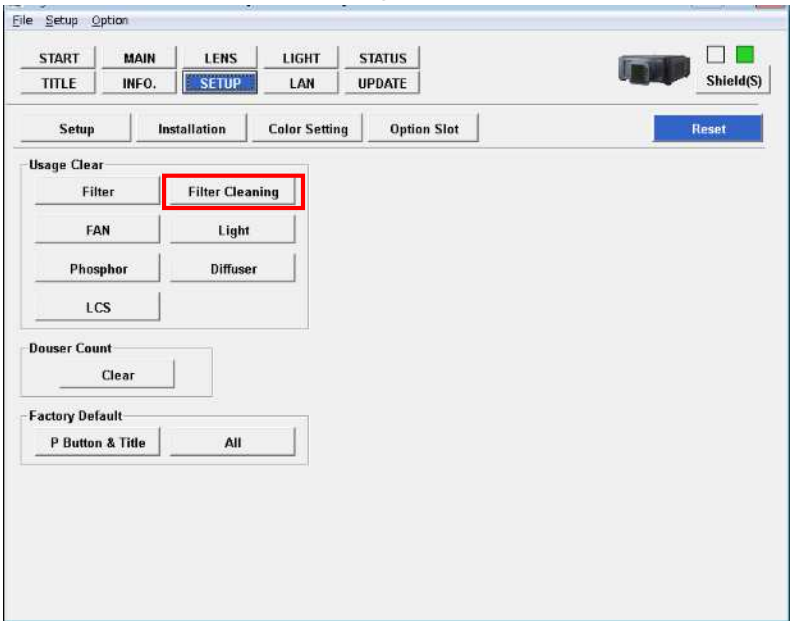 File Setup Option
START MAIN LENS LIGHT STATUS
TITLE INFO. SETUP LAN UPDATE Shield(S)
Setup Installation Color Setting Option Slot Reset
Usage Clear
Filter Filter Cleaning
FAN Light
Phosphor Diffuser
LCS
Douser Count
Clear
Factory Default
P Button & Title All